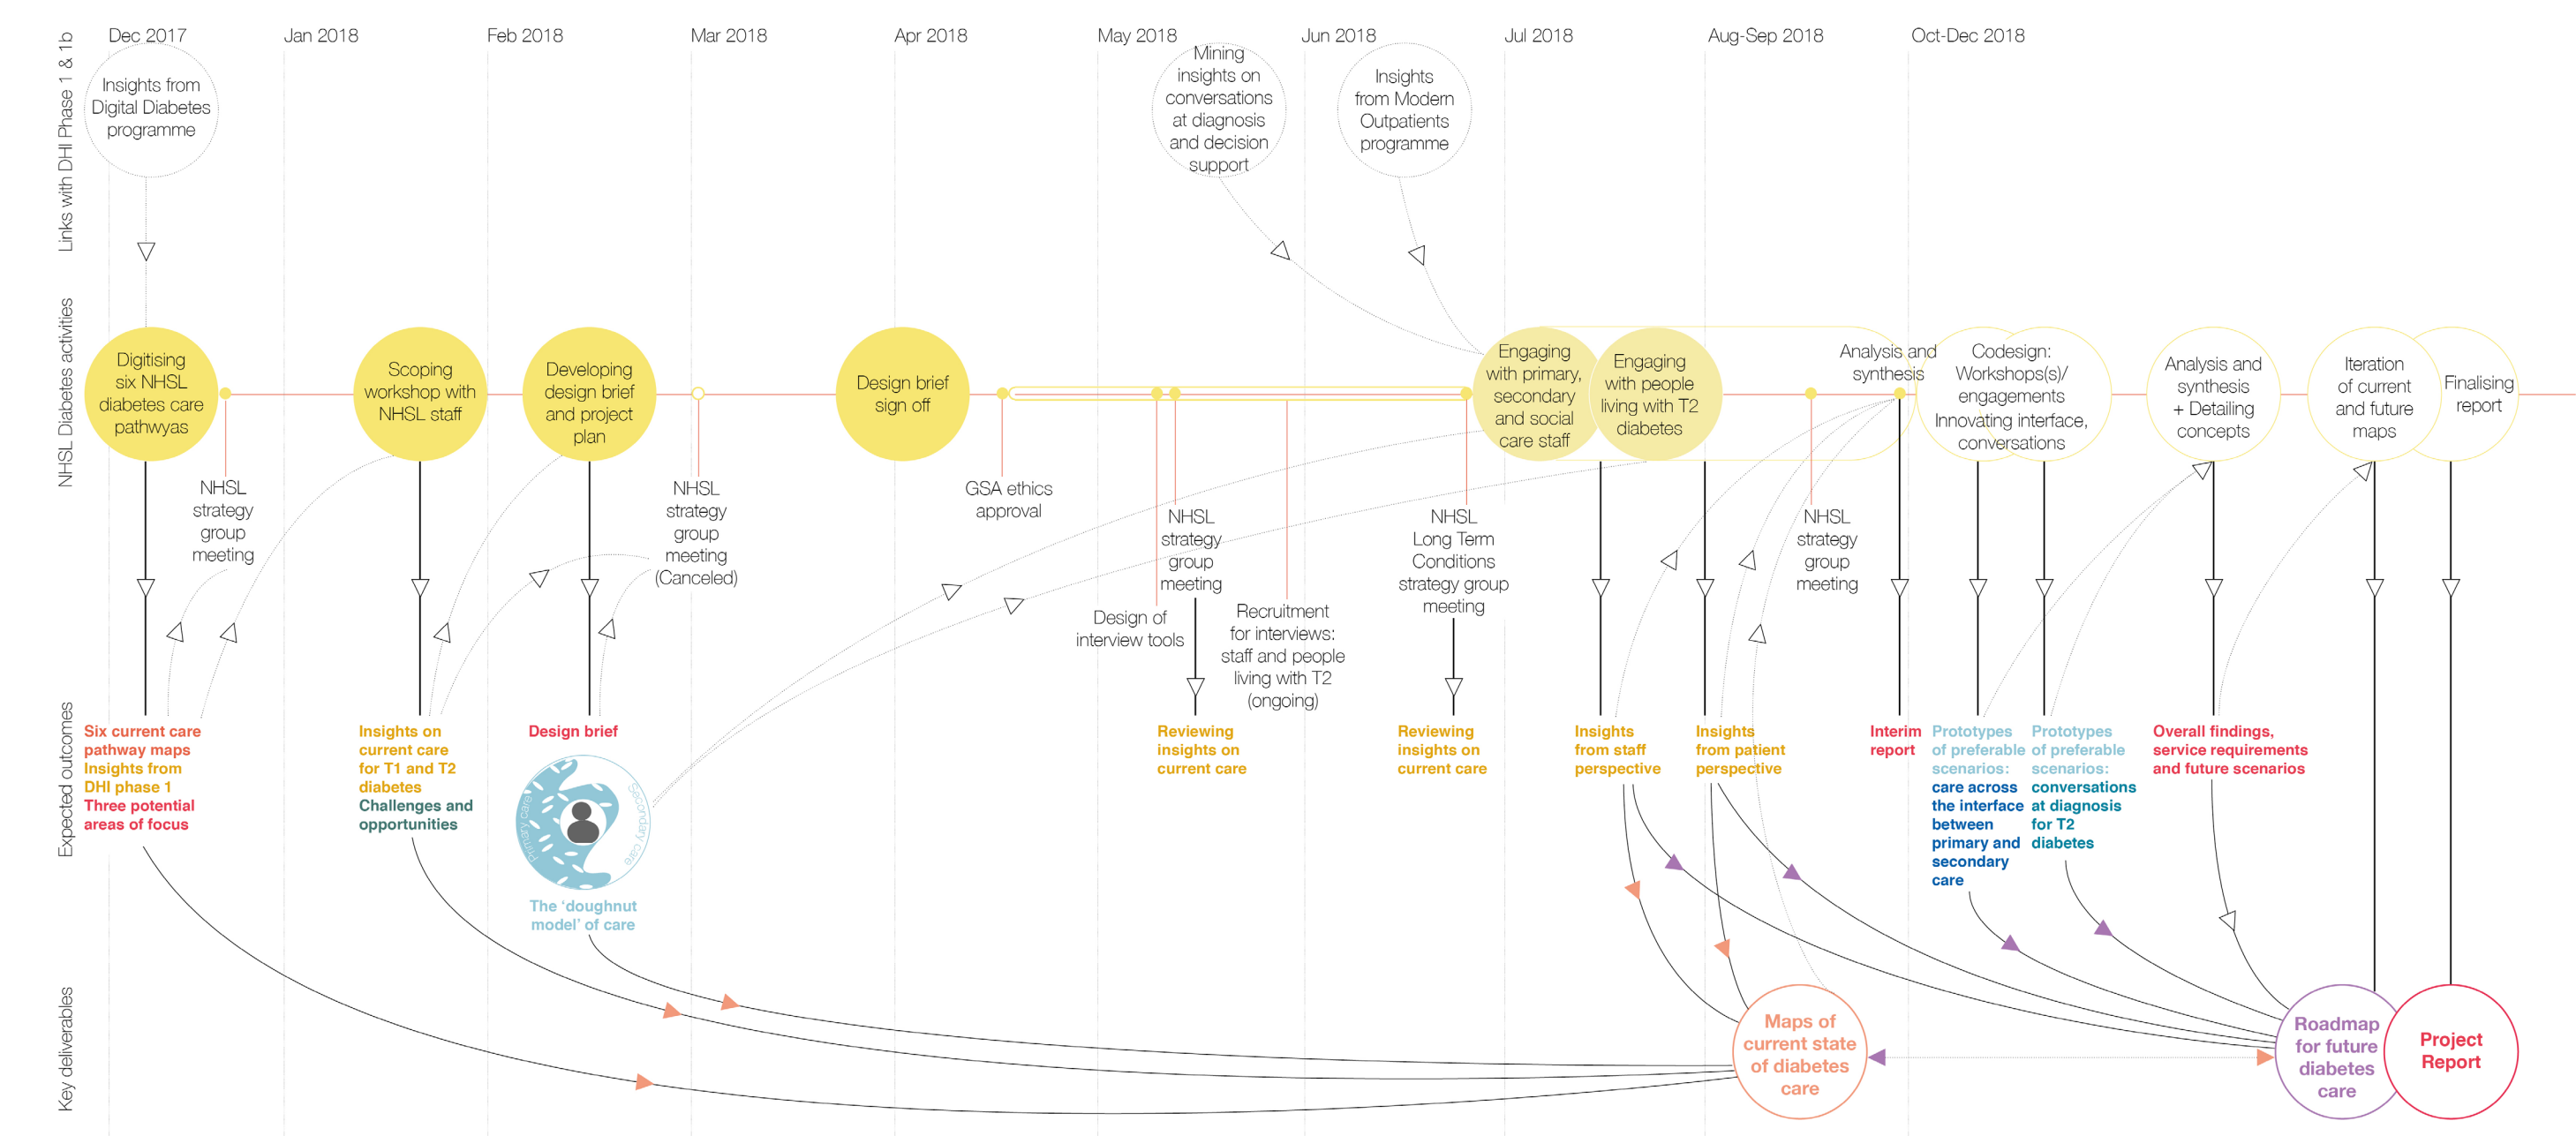 Dec 2017
Jan 2018
Feb 2018
Mar 2018
Apr 2018
May 2018
Jun 2018
Jul 2018
Aug-Sep 2018
Oct-Dec 2018
Links with DHI Phase 1 & 1b
Insights from
Digital Diabetes
programme
Mining
insights on
conversations
at diagnosis
and decision
support
Insights
from Modern
Outpatients
programme
NHSL Diabetes activities
Digitising
six NHSL
diabetes care
pathwyas
NHSL
strategy
group
meeting
Scoping
workshop with
NHSL staff
Developing
design brief
and project
plan
NHSL
strategy
group
meeting
(Canceled)
Design brief
sign off
GSA ethics
approval
Design of
interview tools
NHSL
strategy
group
meeting
Recruitment
for interviews:
staff and people
living with T2
(ongoing)
NHSL
Long Term
Conditions
strategy group
meeting
Engaging
with primary,
secondary
and social
care staff
Engaging
with people
living with T2
diabetes
NHSL
strategy
group
meeting
Analysis and
synthesis
Codesign:
Workshops(s)/
engagements
Innovating interface,
conversations
Analysis and
synthesis
+ Detailing
concepts
Iteration
of current
and future
maps
Finalising
report
Expected outcomes
Six current care
pathway maps
Insights from
DHI phase 1
Three potential
areas of focus
Insights on
current care
for T1 and T2
diabetes
Challenges and
opportunities
Design brief
Primary care
Secondary care
The ‘doughnut
model’ of care
Reviewing
insights on
current care
Reviewing
insights on
current care
Insights
from staff
perspective
Insights
from patient
perspective
Interim
report
Prototypes
of preferable
scenarios:
care across
the interface
between
primary and
secondary
care
Prototypes
of preferable
scenarios:
conversations
at diagnosis
for T2
diabetes
Overall findings,
service requirements
and future scenarios
Key deliverables
Maps of
current state
of diabetes
care
Roadmap
for future
diabetes
care
Project
Report